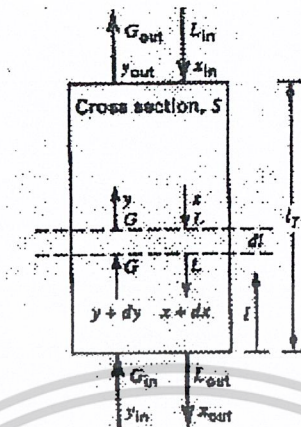 G_out L_in
y_out x_in
Cross section, S
y x
G L
dl
G L
y + dy x + dx
l
l_T
G_in L_out
y_in x_out